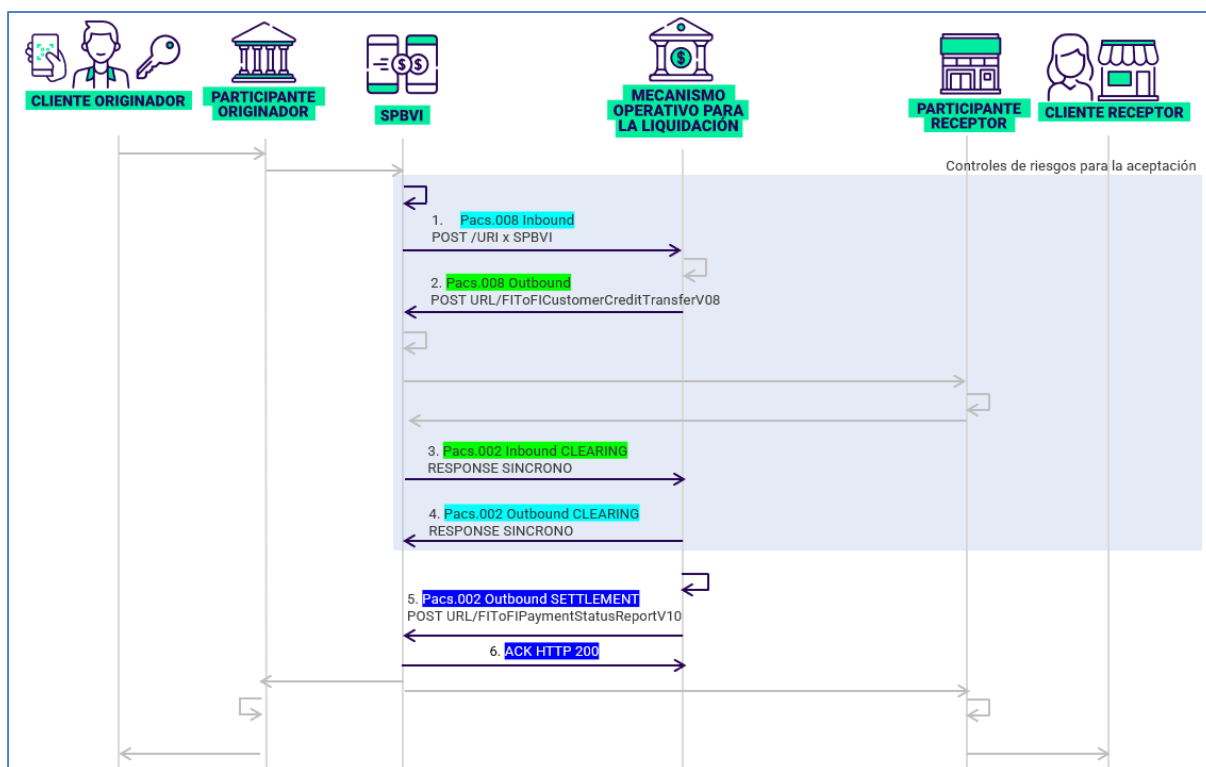 CLIENTE ORIGINADOR
PARTICIPANTE
ORIGINADOR
SPBVI
MECANISMO
OPERATIVO PARA
LA LIQUIDACIÓN
PARTICIPANTE
RECEPTOR
CLIENTE RECEPTOR
Controles de riesgos para la aceptación
1. Pacs.008 Inbound
POST /URI x SPBVI
2. Pacs.008 Outbound
POST URL/FIToFICustomerCreditTransferV08
3. Pacs.002 Inbound CLEARING
RESPONSE SINCRONO
4. Pacs.002 Outbound CLEARING
RESPONSE SINCRONO
5. Pacs.002 Outbound SETTLEMENT
POST URL/FIToFIPaymentStatusReportV10
6. ACK HTTP 200